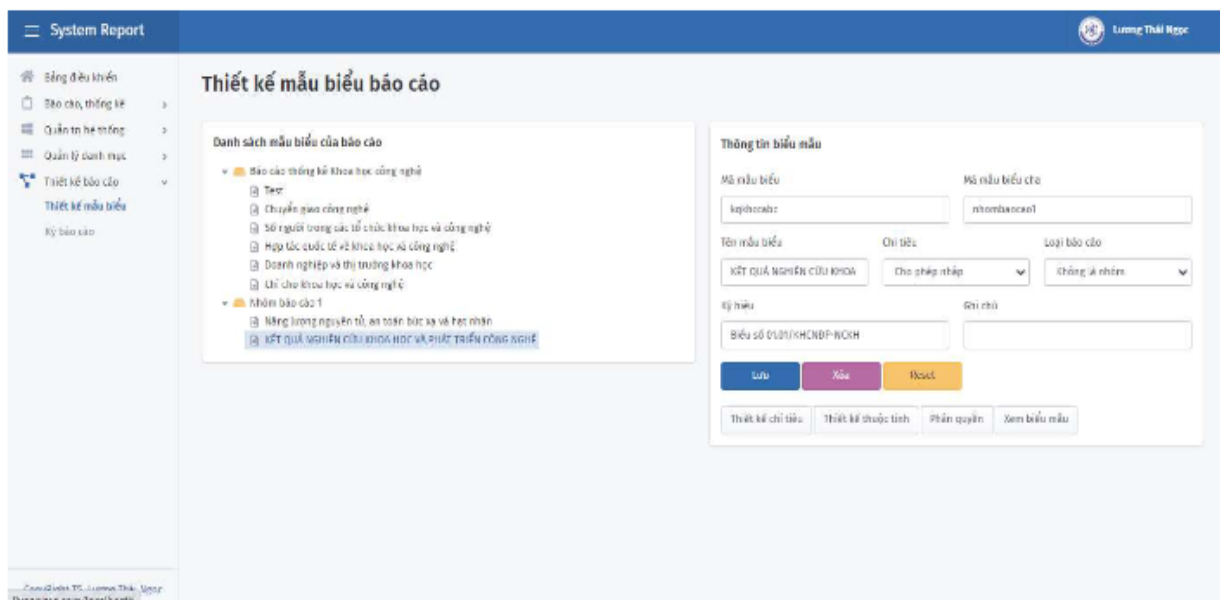 System Report
Lương Thái Ngọc
Bảng điều khiển
Báo cáo, thống kê
Quản trị hệ thống
Quản lý danh mục
Thiết kế báo cáo
Thiết kế mẫu biểu
Kỳ báo cáo
Thiết kế mẫu biểu báo cáo
Danh sách mẫu biểu của báo cáo
Báo cáo thống kê Khoa học công nghệ
Test
Chuyển giao công nghệ
Số người trong các tổ chức khoa học và công nghệ
Hợp tác quốc tế về khoa học và công nghệ
Doanh nghiệp và thị trường khoa học
Chi cho khoa học và công nghệ
Nhóm báo cáo 1
Năng lượng nguyên tử, an toàn bức xạ và hạt nhân
KẾT QUẢ NGHIÊN CỨU KHOA HỌC VÀ PHÁT TRIỂN CÔNG NGHỆ
Thông tin biểu mẫu
Mã mẫu biểu
Mã mẫu biểu cha
kqkhccabc
nhombaocao1
Tên mẫu biểu
Chỉ tiêu
Loại báo cáo
KẾT QUẢ NGHIÊN CỨU KHOA
Cho phép nhập
Không là nhóm
Ký hiệu
Ghi chú
Biểu số 01.01/KHCNĐP-NCKH
Lưu
Xóa
Reset
Thiết kế chỉ tiêu
Thiết kế thuộc tính
Phân quyền
Xem biểu mẫu
CopyRight TS. Lương Thái Ngọc